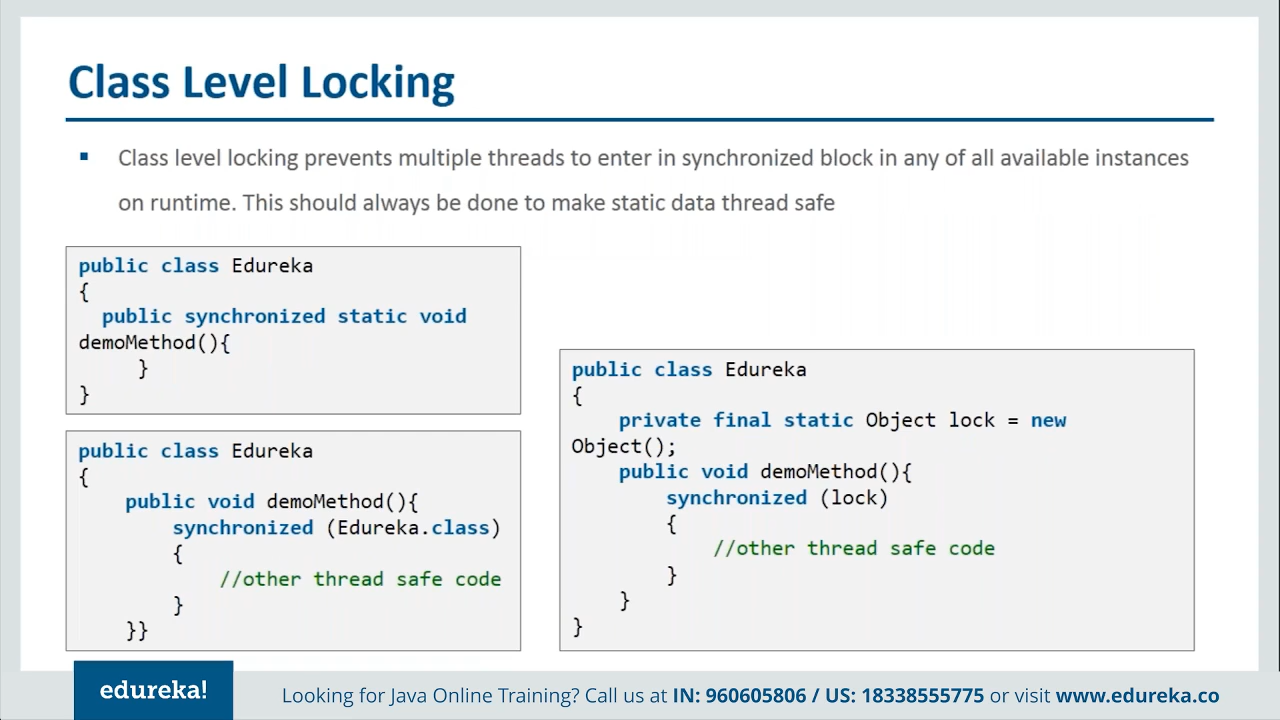 Class Level Locking
Class level locking prevents multiple threads to enter in synchronized block in any of all available instances
on runtime. This should always be done to make static data thread safe
public class Edureka
{
public synchronized static void
demoMethod(){
}
}
public class Edureka
{
public void demoMethod(){
synchronized (Edureka.class)
{
//other thread safe code
}
}}
public class Edureka
{
private final static Object lock = new
Object();
public void demoMethod(){
synchronized (lock)
{
//other thread safe code
}
}
}
edureka!
Looking for Java Online Training? Call us at IN: 960605806 / US: 18338555775 or visit www.edureka.co